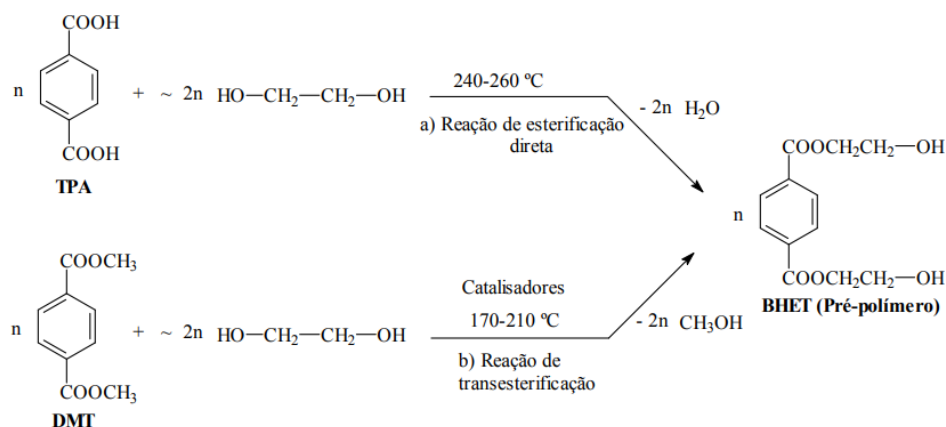 COOH
n + ~ 2n HO—CH₂—CH₂—OH
COOH
TPA
240-260 ºC
a) Reação de esterificação
direta
- 2n H₂O
COOCH₂CH₂—OH
n
COOCH₂CH₂—OH
BHET (Pré-polímero)
COOCH₃
n + ~ 2n HO—CH₂—CH₂—OH
COOCH₃
DMT
Catalisadores
170-210 ºC
b) Reação de
transesterificação
- 2n CH₃OH